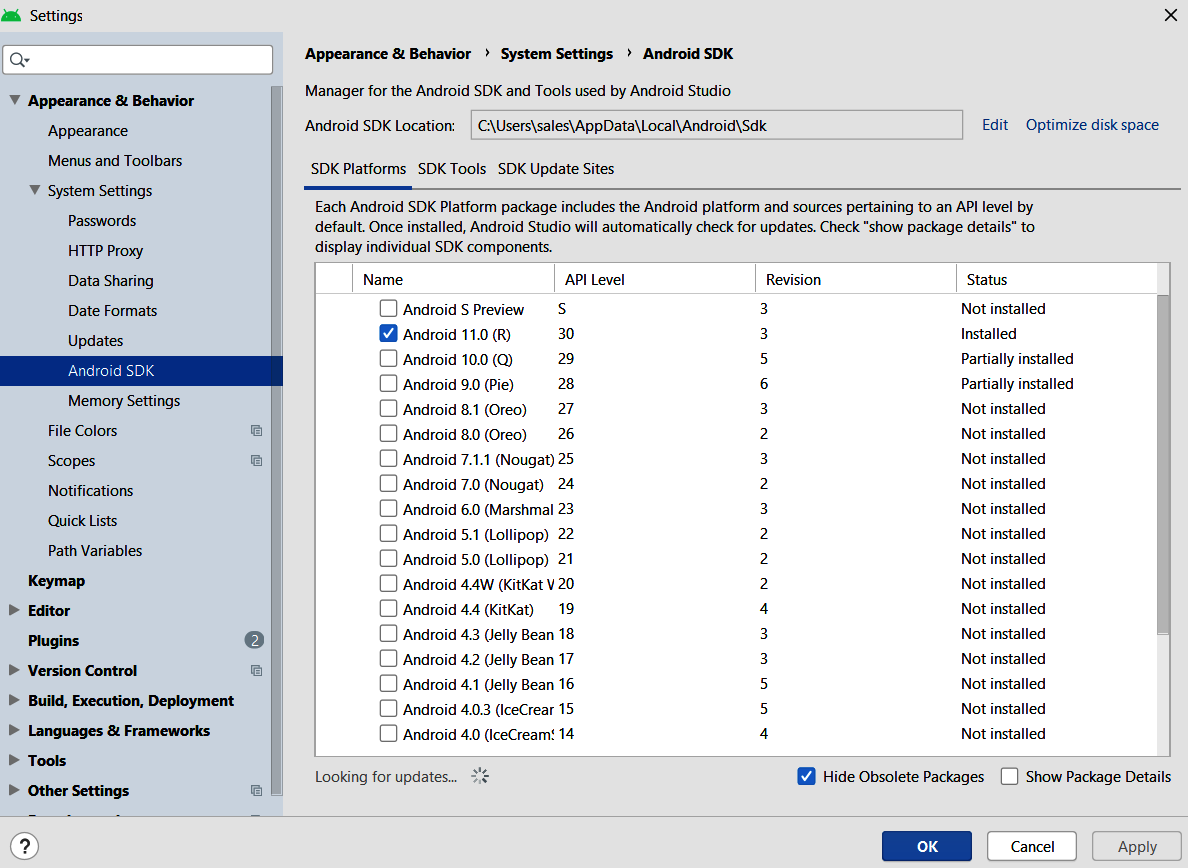 Settings
Appearance & Behavior
Appearance
Menus and Toolbars
System Settings
Passwords
HTTP Proxy
Data Sharing
Date Formats
Updates
Android SDK
Memory Settings
File Colors
Scopes
Notifications
Quick Lists
Path Variables
Keymap
Editor
Plugins 2
Version Control
Build, Execution, Deployment
Languages & Frameworks
Tools
Other Settings
Appearance & Behavior › System Settings › Android SDK
Manager for the Android SDK and Tools used by Android Studio
Android SDK Location: C:\Users\sales\AppData\Local\Android\Sdk Edit Optimize disk space
SDK Platforms SDK Tools SDK Update Sites
Each Android SDK Platform package includes the Android platform and sources pertaining to an API level by
default. Once installed, Android Studio will automatically check for updates. Check "show package details" to
display individual SDK components.
Name API Level Revision Status
Android S Preview S 3 Not installed
Android 11.0 (R) 30 3 Installed
Android 10.0 (Q) 29 5 Partially installed
Android 9.0 (Pie) 28 6 Partially installed
Android 8.1 (Oreo) 27 3 Not installed
Android 8.0 (Oreo) 26 2 Not installed
Android 7.1.1 (Nougat) 25 3 Not installed
Android 7.0 (Nougat) 24 2 Not installed
Android 6.0 (Marshmal 23 3 Not installed
Android 5.1 (Lollipop) 22 2 Not installed
Android 5.0 (Lollipop) 21 2 Not installed
Android 4.4W (KitKat W 20 2 Not installed
Android 4.4 (KitKat) 19 4 Not installed
Android 4.3 (Jelly Bean 18 3 Not installed
Android 4.2 (Jelly Bean 17 3 Not installed
Android 4.1 (Jelly Bean 16 5 Not installed
Android 4.0.3 (IceCrear 15 5 Not installed
Android 4.0 (IceCreamS 14 4 Not installed
Looking for updates... Hide Obsolete Packages Show Package Details
? OK Cancel Apply